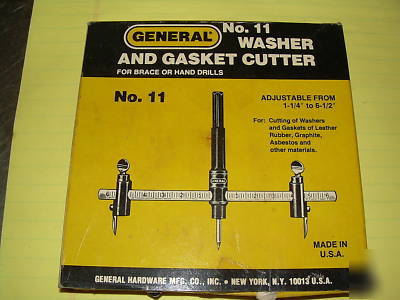 GENERAL
No. 11
WASHER
AND GASKET CUTTER
FOR BRACE OR HAND DRILLS
No. 11
ADJUSTABLE FROM
1-1/4" to 6-1/2"
For: Cutting of Washers
and Gaskets of Leather
Rubber, Graphite,
Asbestos and
other materials.
GENERAL
MADE IN
U.S.A.
GENERAL HARDWARE MFG. CO., INC. • NEW YORK, N.Y. 10013 U.S.A.